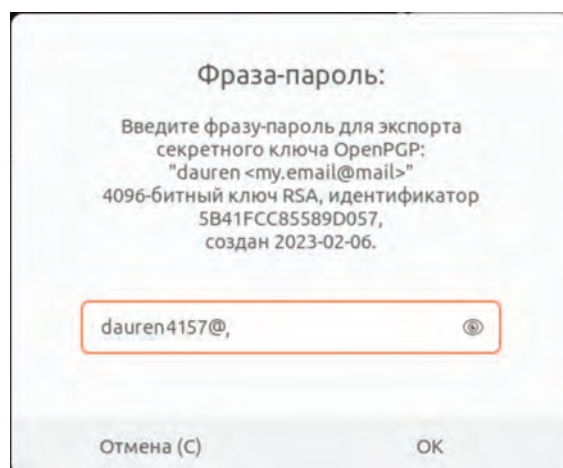 Фраза-пароль:
Введите фразу-пароль для экспорта
секретного ключа OpenPGP:
"dauren <my.email@mail>"
4096-битный ключ RSA, идентификатор
5B41FCC85589D057,
создан 2023-02-06.
dauren4157@,
Отмена (C) OK